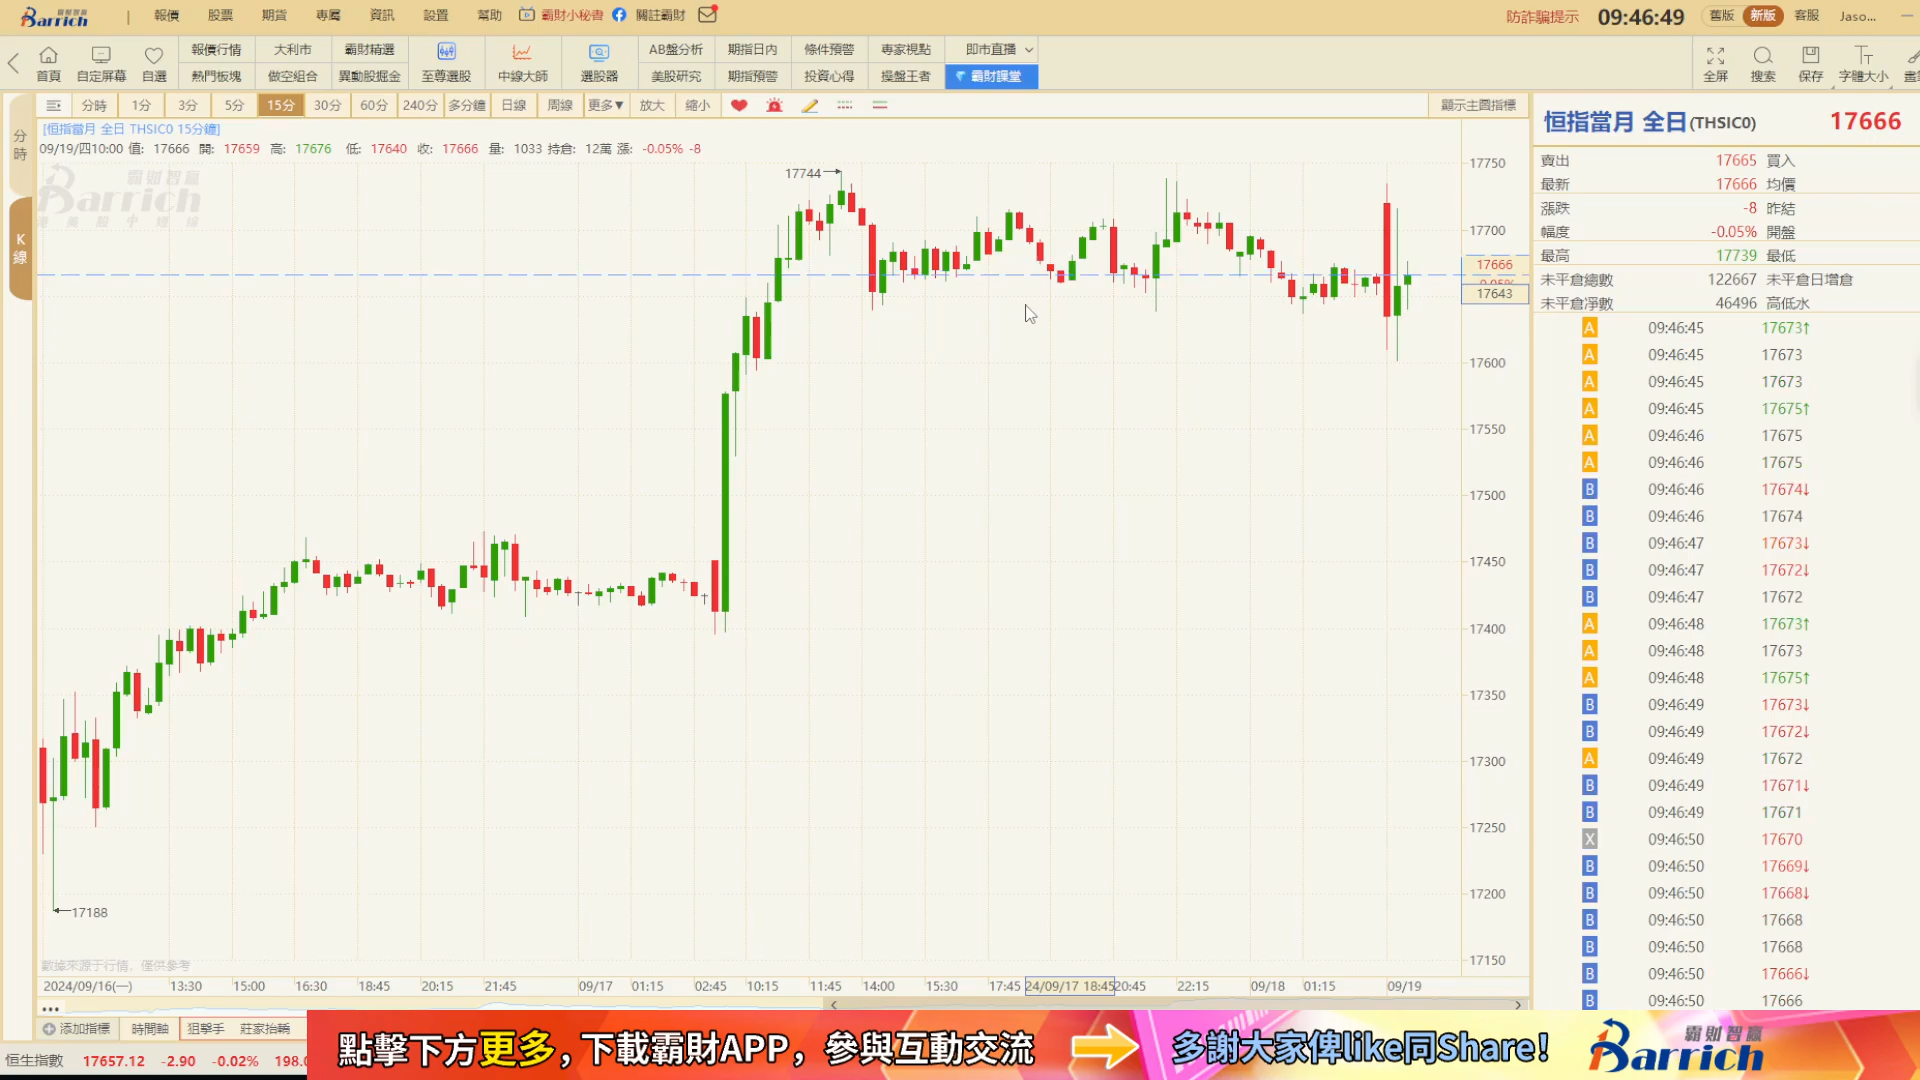 霸財智贏
Barrich
| 報價 股票 期貨 專屬 資訊 設置 幫助 霸財小秘書 關註霸財
防詐騙提示 09:46:49 舊版 新版 客服 Jaso...
首頁 自定屏幕 自選
報價行情 大利市 霸財精選 至尊選股 中線大師 選股器 AB盤分析 期指日內 條件預警 專家視點 即市直播
熱門板塊 做空組合 異動股掘金 美股研究 期指預警 投資心得 操盤王者 霸財課堂
全屏 搜索 保存 字體大小
分時 1分 3分 5分 15分 30分 60分 240分 多分鐘 日線 周線 更多▼ 放大 縮小
顯示主圖指標
分時
K線
[恒指當月 全日 THSIC0 15分鐘]
09/19/四10:00 值: 17666 開: 17659 高: 17676 低: 17640 收: 17666 量: 1033 持倉: 12萬 漲: -0.05% -8
霸財智贏
Barrich
17744
17188
17750
17700
17666
17643
17600
17550
17500
17450
17400
17350
17300
17250
17200
17150
數據來源于行情，僅供參考
2024/09/16(一) 13:30 15:00 16:30 18:45 20:15 21:45 09/17 01:15 02:45 10:15 11:45 14:00 15:30 17:45 24/09/17 18:45 20:45 22:15 09/18 01:15 09/19
添加指標 時間軸 狙擊手 莊家抬轎
恒生指數 17657.12 -2.90 -0.02% 198.0
恒指當月 全日(THSIC0) 17666
賣出 17665 買入
最新 17666 均價
漲跌 -8 昨結
幅度 -0.05% 開盤
最高 17739 最低
未平倉總數 122667 未平倉日增倉
未平倉凈數 46496 高低水
A 09:46:45 17673↑
A 09:46:45 17673
A 09:46:45 17673
A 09:46:45 17675↑
A 09:46:46 17675
A 09:46:46 17675
B 09:46:46 17674↓
B 09:46:46 17674
B 09:46:47 17673↓
B 09:46:47 17672↓
B 09:46:47 17672
A 09:46:48 17673↑
A 09:46:48 17673
A 09:46:48 17675↑
B 09:46:49 17673↓
B 09:46:49 17672↓
A 09:46:49 17672
B 09:46:49 17671↓
B 09:46:49 17671
X 09:46:50 17670
B 09:46:50 17669↓
B 09:46:50 17668↓
B 09:46:50 17668
B 09:46:50 17668
B 09:46:50 17666↓
B 09:46:50 17666
點擊下方更多，下載霸財APP，參與互動交流
多謝大家俾like同Share!
霸財智贏
Barrich